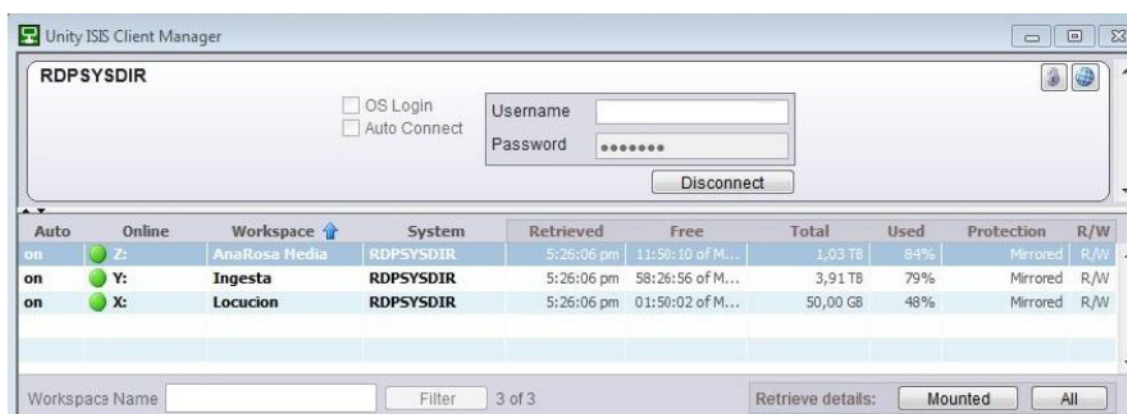 Unity ISIS Client Manager
RDPSYSDIR
OS Login
Auto Connect
Username
Password
Disconnect
Auto Online Workspace System Retrieved Free Total Used Protection R/W
on Z: AnaRosa Media RDPSYSDIR 5:26:06 pm 11:50:10 of M... 1,03 TB 84% Mirrored R/W
on Y: Ingesta RDPSYSDIR 5:26:06 pm 58:26:56 of M... 3,91 TB 79% Mirrored R/W
on X: Locucion RDPSYSDIR 5:26:06 pm 01:50:02 of M... 50,00 GB 48% Mirrored R/W
Workspace Name Filter 3 of 3 Retrieve details: Mounted All